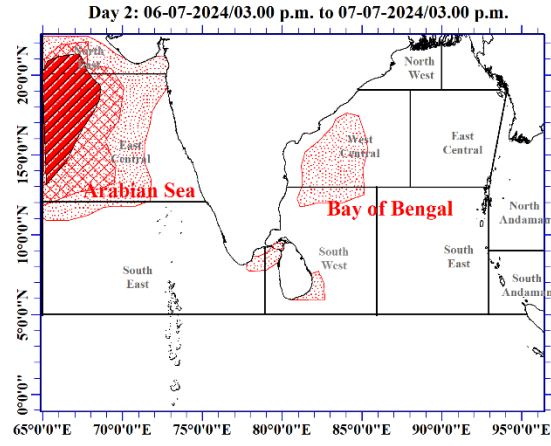 Day 2: 06-07-2024/03.00 p.m. to 07-07-2024/03.00 p.m.
20°0'0"N
15°0'0"N
10°0'0"N
5°0'0"N
0°0'0"
North
East
North
West
East
Central
West
Central
East
Central
Arabian Sea
Bay of Bengal
North
Andaman
South
East
South
West
South
East
South
Andaman
65°0'0"E
70°0'0"E
75°0'0"E
80°0'0"E
85°0'0"E
90°0'0"E
95°0'0"E